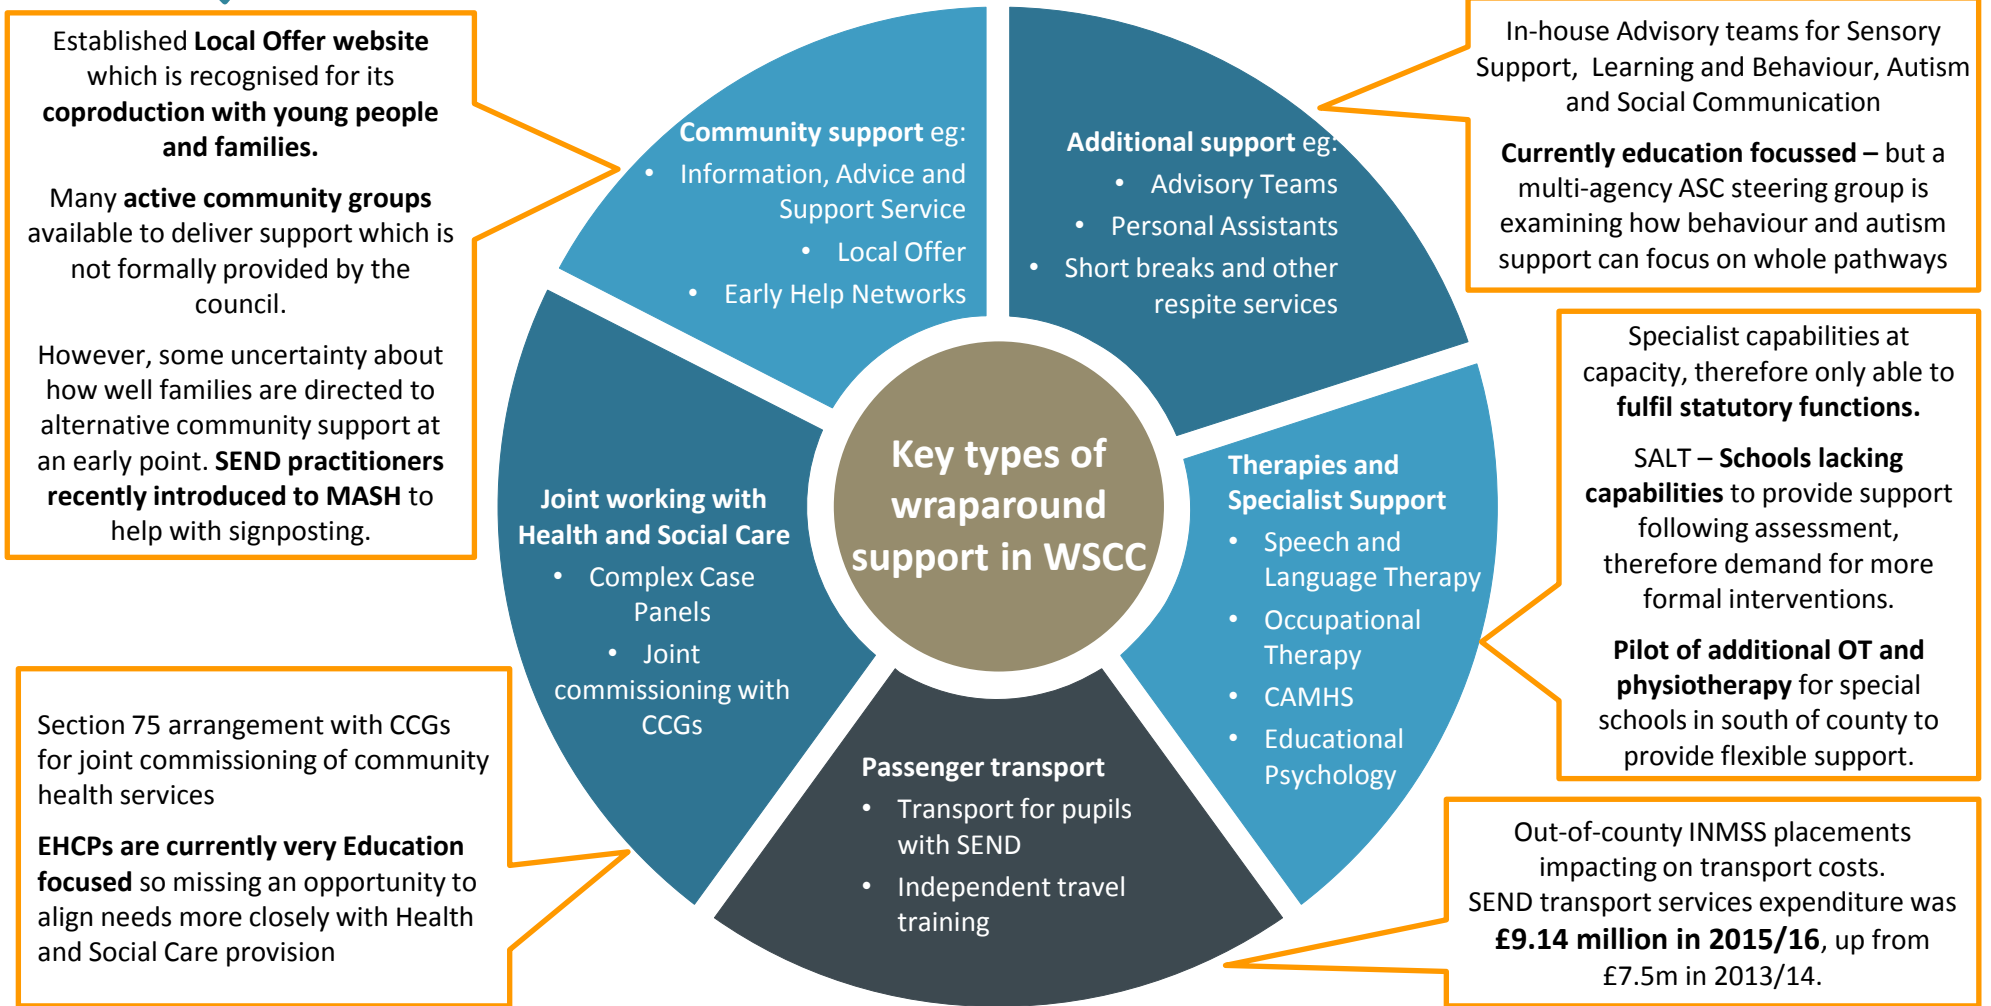 Established Local Offer website
which is recognised for its
coproduction with young people
and families.
Many active community groups
available to deliver support which is
not formally provided by the
council.
However, some uncertainty about
how well families are directed to
alternative community support at
an early point. SEND practitioners
recently introduced to MASH to
help with signposting.
Community support eg:
• Information, Advice and
Support Service
• Local Offer
• Early Help Networks
Additional support eg:
• Advisory Teams
• Personal Assistants
• Short breaks and other
respite services
In-house Advisory teams for Sensory
Support, Learning and Behaviour, Autism
and Social Communication
Currently education focussed – but a
multi-agency ASC steering group is
examining how behaviour and autism
support can focus on whole pathways
Key types of
wraparound
support in WSCC
Joint working with
Health and Social Care
• Complex Case
Panels
• Joint
commissioning with
CCGs
Therapies and
Specialist Support
• Speech and
Language Therapy
• Occupational
Therapy
• CAMHS
• Educational
Psychology
Specialist capabilities at
capacity, therefore only able to
fulfil statutory functions.
SALT – Schools lacking
capabilities to provide support
following assessment,
therefore demand for more
formal interventions.
Pilot of additional OT and
physiotherapy for special
schools in south of county to
provide flexible support.
Section 75 arrangement with CCGs
for joint commissioning of community
health services
EHCPs are currently very Education
focused so missing an opportunity to
align needs more closely with Health
and Social Care provision
Passenger transport
• Transport for pupils
with SEND
• Independent travel
training
Out-of-county INMSS placements
impacting on transport costs.
SEND transport services expenditure was
£9.14 million in 2015/16, up from
£7.5m in 2013/14.